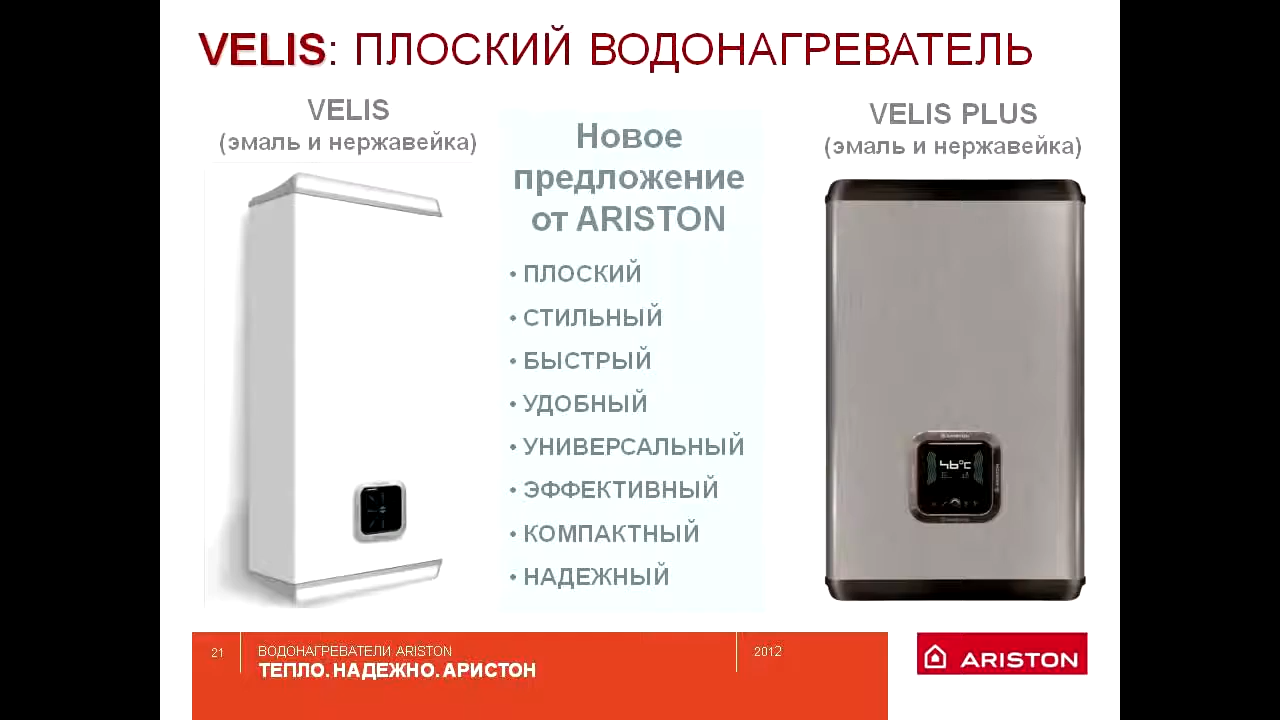 VELIS: ПЛОСКИЙ ВОДОНАГРЕВАТЕЛЬ
VELIS
(эмаль и нержавейка)
Новое
предложение
от ARISTON
• ПЛОСКИЙ
• СТИЛЬНЫЙ
• БЫСТРЫЙ
• УДОБНЫЙ
• УНИВЕРСАЛЬНЫЙ
• ЭФФЕКТИВНЫЙ
• КОМПАКТНЫЙ
• НАДЕЖНЫЙ
VELIS PLUS
(эмаль и нержавейка)
46°C
21
ВОДОНАГРЕВАТЕЛИ ARISTON
ТЕПЛО. НАДЕЖНО. АРИСТОН
2012
ARISTON